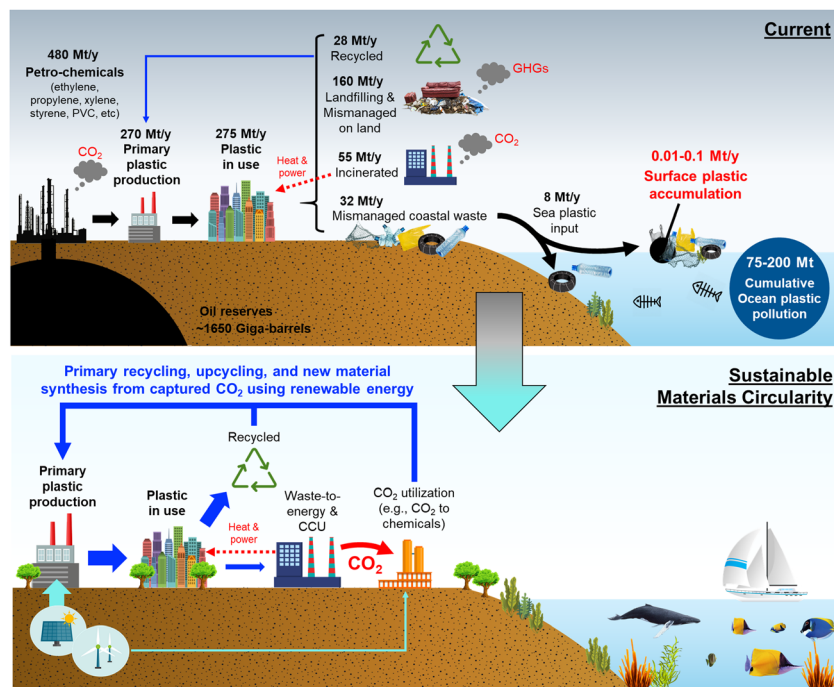 Current
480 Mt/y
Petro-chemicals
(ethylene,
propylene, xylene,
styrene, PVC, etc)
CO₂
270 Mt/y
Primary
plastic
production
275 Mt/y
Plastic
in use
28 Mt/y
Recycled
160 Mt/y
Landfilling &
Mismanaged
on land
GHGs
55 Mt/y
Incinerated
CO₂
Heat &
power
32 Mt/y
Mismanaged coastal waste
8 Mt/y
Sea plastic
input
0.01-0.1 Mt/y
Surface plastic
accumulation
75-200 Mt
Cumulative
Ocean plastic
pollution
Oil reserves
~1650 Giga-barrels
Sustainable
Materials Circularity
Primary recycling, upcycling, and new material
synthesis from captured CO₂ using renewable energy
Primary
plastic
production
Plastic
in use
Recycled
Heat &
power
Waste-to-
energy &
CCU
CO₂
CO₂ utilization
(e.g., CO₂ to
chemicals)